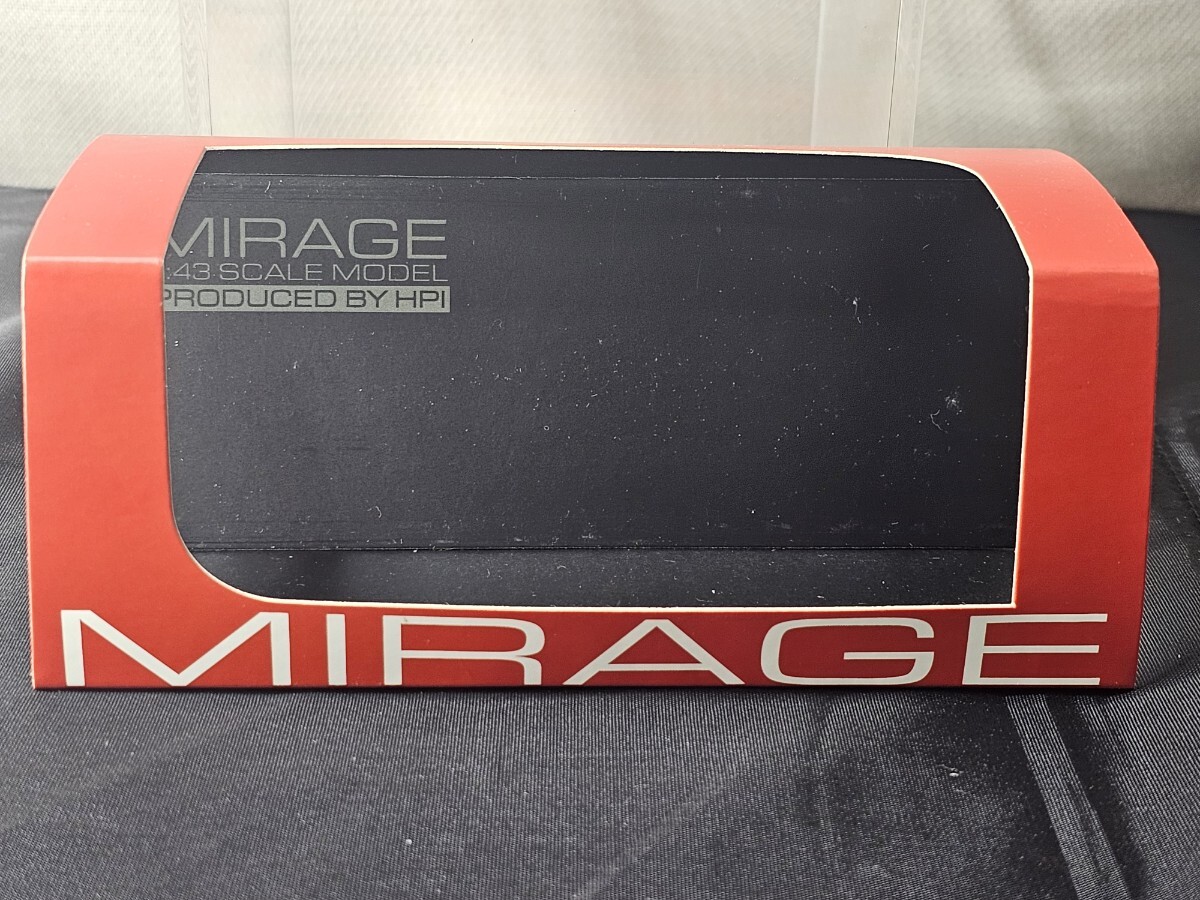 MIRAGE
:43 SCALE MODEL
PRODUCED BY HPI
MIRAGE